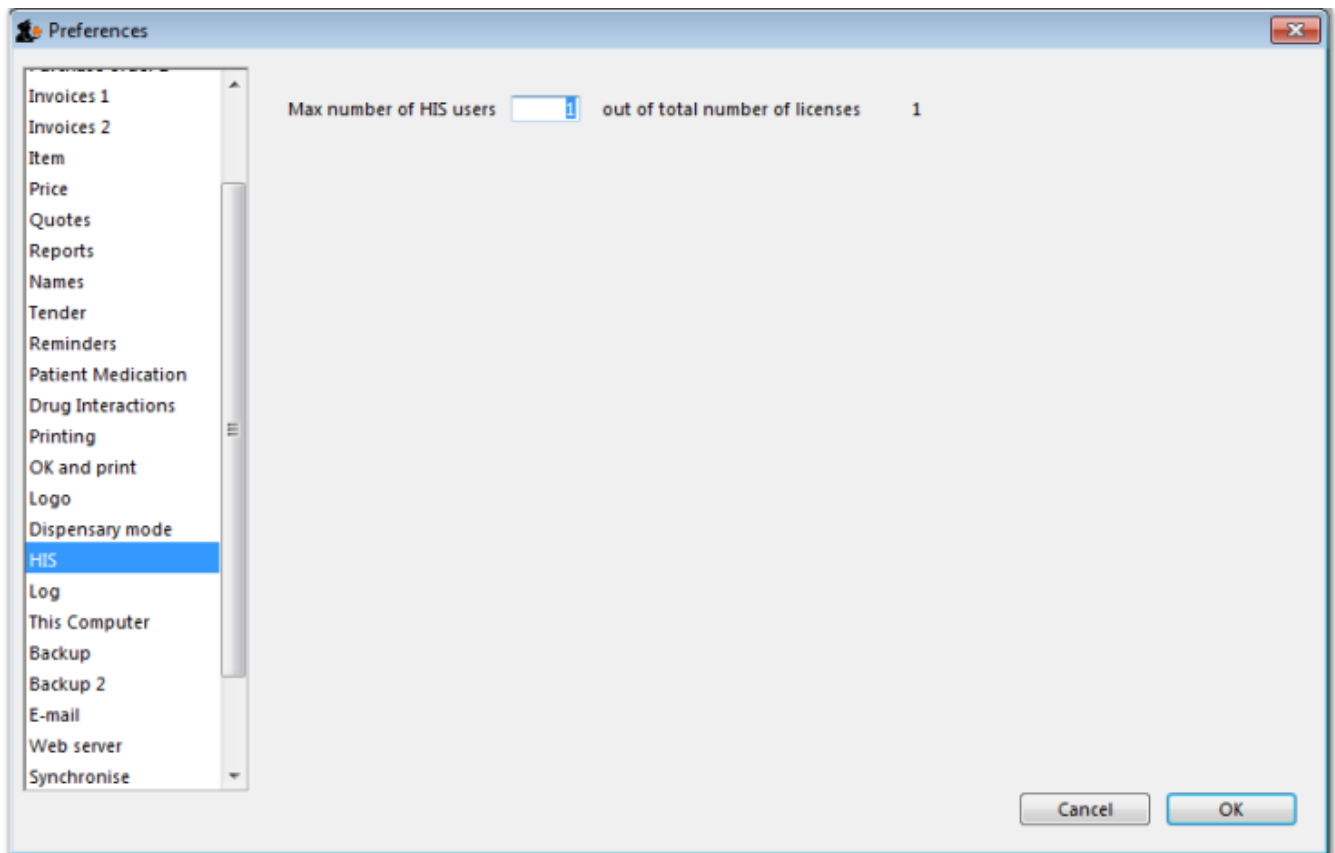 Preferences
Invoices 1
Invoices 2
Item
Price
Quotes
Reports
Names
Tender
Reminders
Patient Medication
Drug Interactions
Printing
OK and print
Logo
Dispensary mode
HIS
Log
This Computer
Backup
Backup 2
E-mail
Web server
Synchronise
Max number of HIS users 1 out of total number of licenses 1
Cancel OK